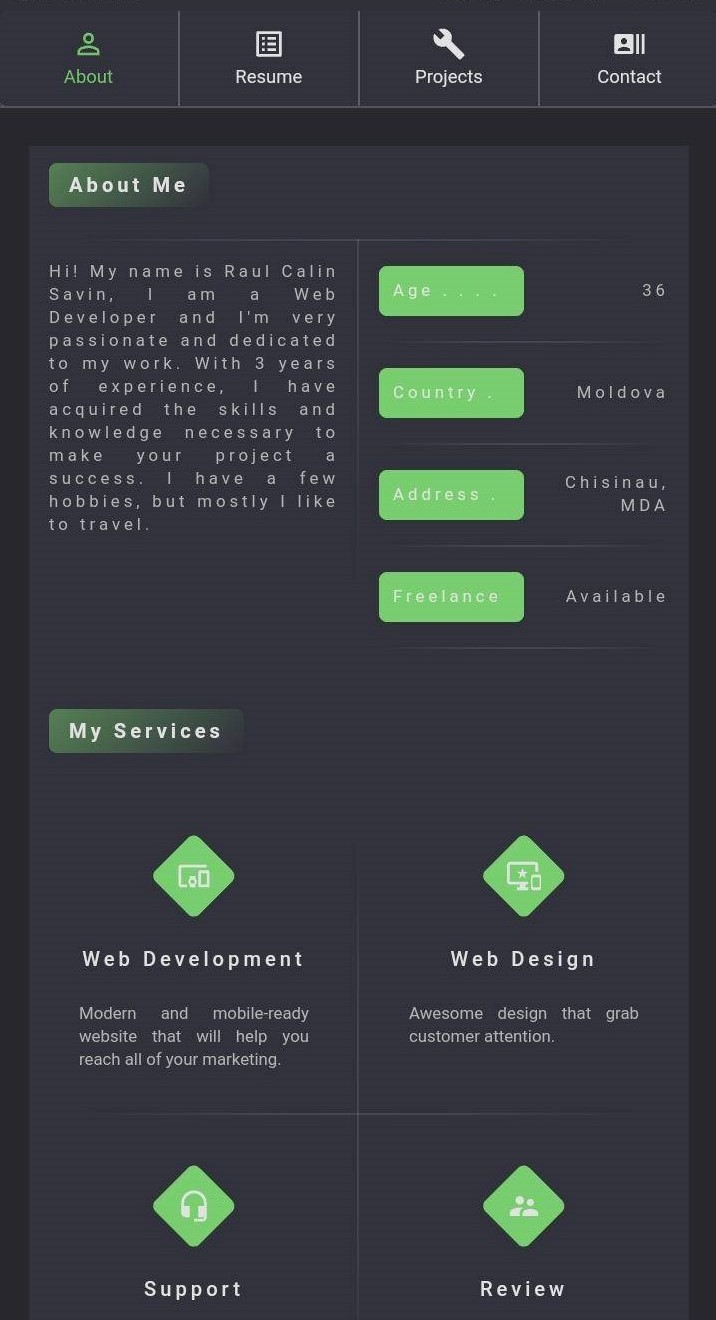 About
Resume
Projects
Contact
About Me
Hi! My name is Raul Calin
Savin, I am a Web
Developer and I'm very
passionate and dedicated
to my work. With 3 years
of experience, I have
acquired the skills and
knowledge necessary to
make your project a
success. I have a few
hobbies, but mostly I like
to travel.
Age . . . .
36
Country .
Moldova
Address .
Chisinau,
MDA
Freelance
Available
My Services
Web Development
Modern and mobile-ready
website that will help you
reach all of your marketing.
Web Design
Awesome design that grab
customer attention.
Support
Review